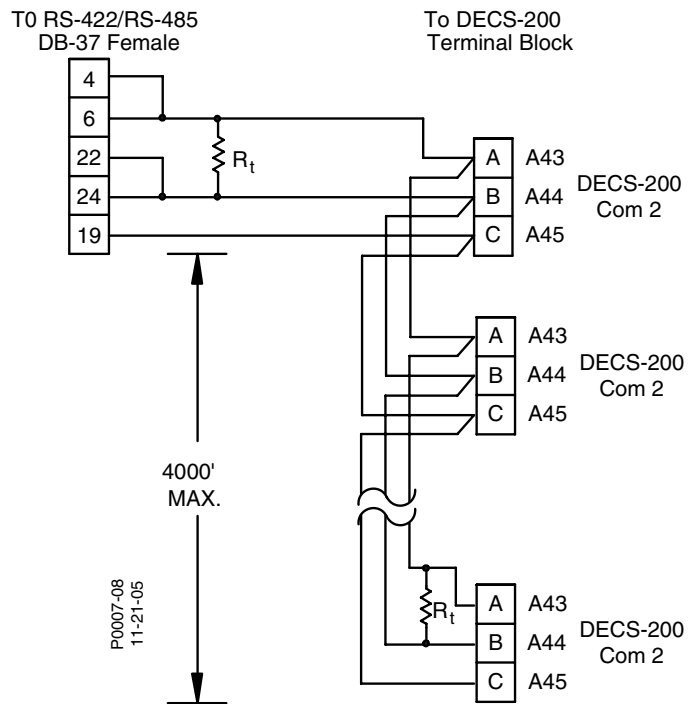 T0 RS-422/RS-485
DB-37 Female
To DECS-200
Terminal Block
4
6
22
24
19
Rt
A A43
B A44
C A45
DECS-200
Com 2
A A43
B A44
C A45
DECS-200
Com 2
4000'
MAX.
P0007-08
11-21-05
Rt
A A43
B A44
C A45
DECS-200
Com 2